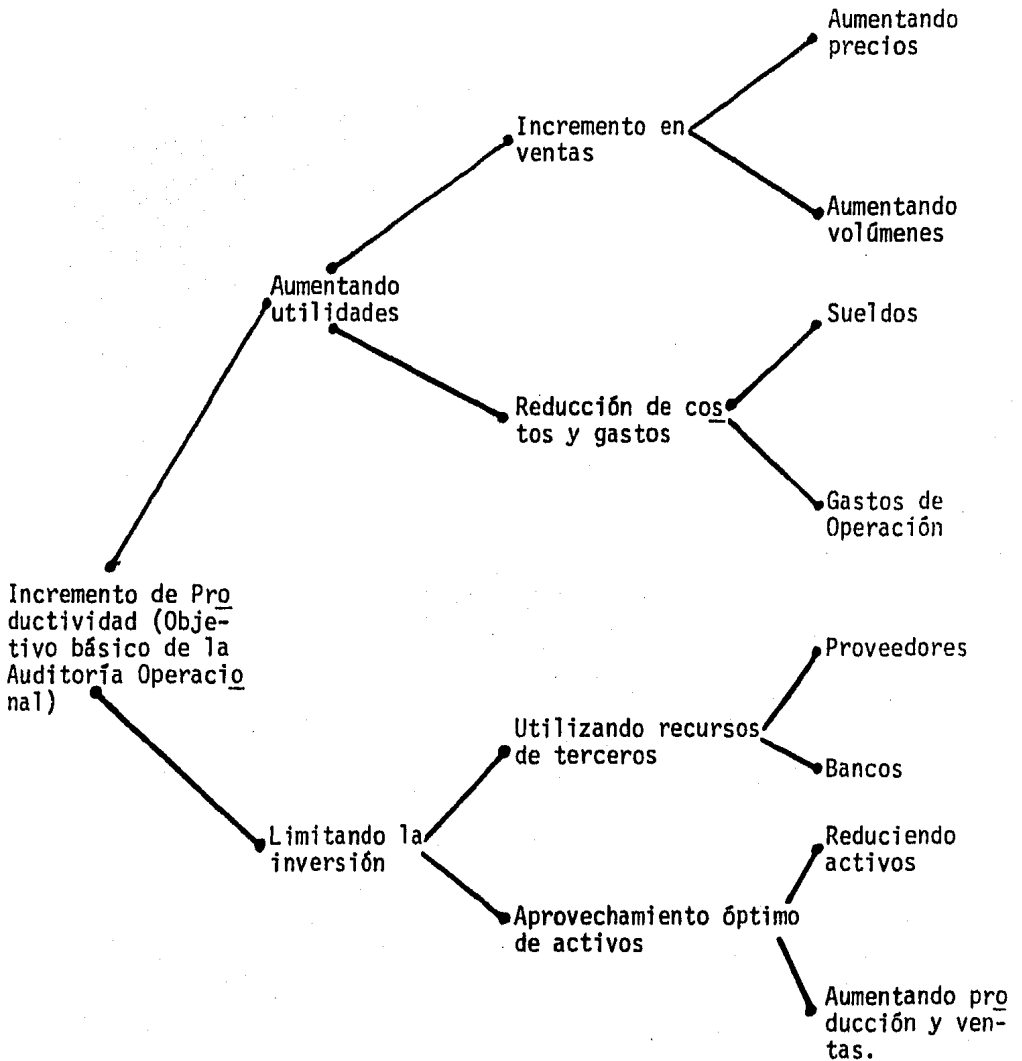 Aumentando
precios
Incremento en
ventas
Aumentando
volúmenes
Aumentando
utilidades
Sueldos
Reducción de cos
tos y gastos
Gastos de
Operación
Incremento de Pro
ductividad (Obje-
tivo básico de la
Auditoría Operacio
nal)
Proveedores
Utilizando recursos
de terceros
Bancos
Limitando la
inversión
Reduciendo
activos
Aprovechamiento óptimo
de activos
Aumentando pro
ducción y ven-
tas.